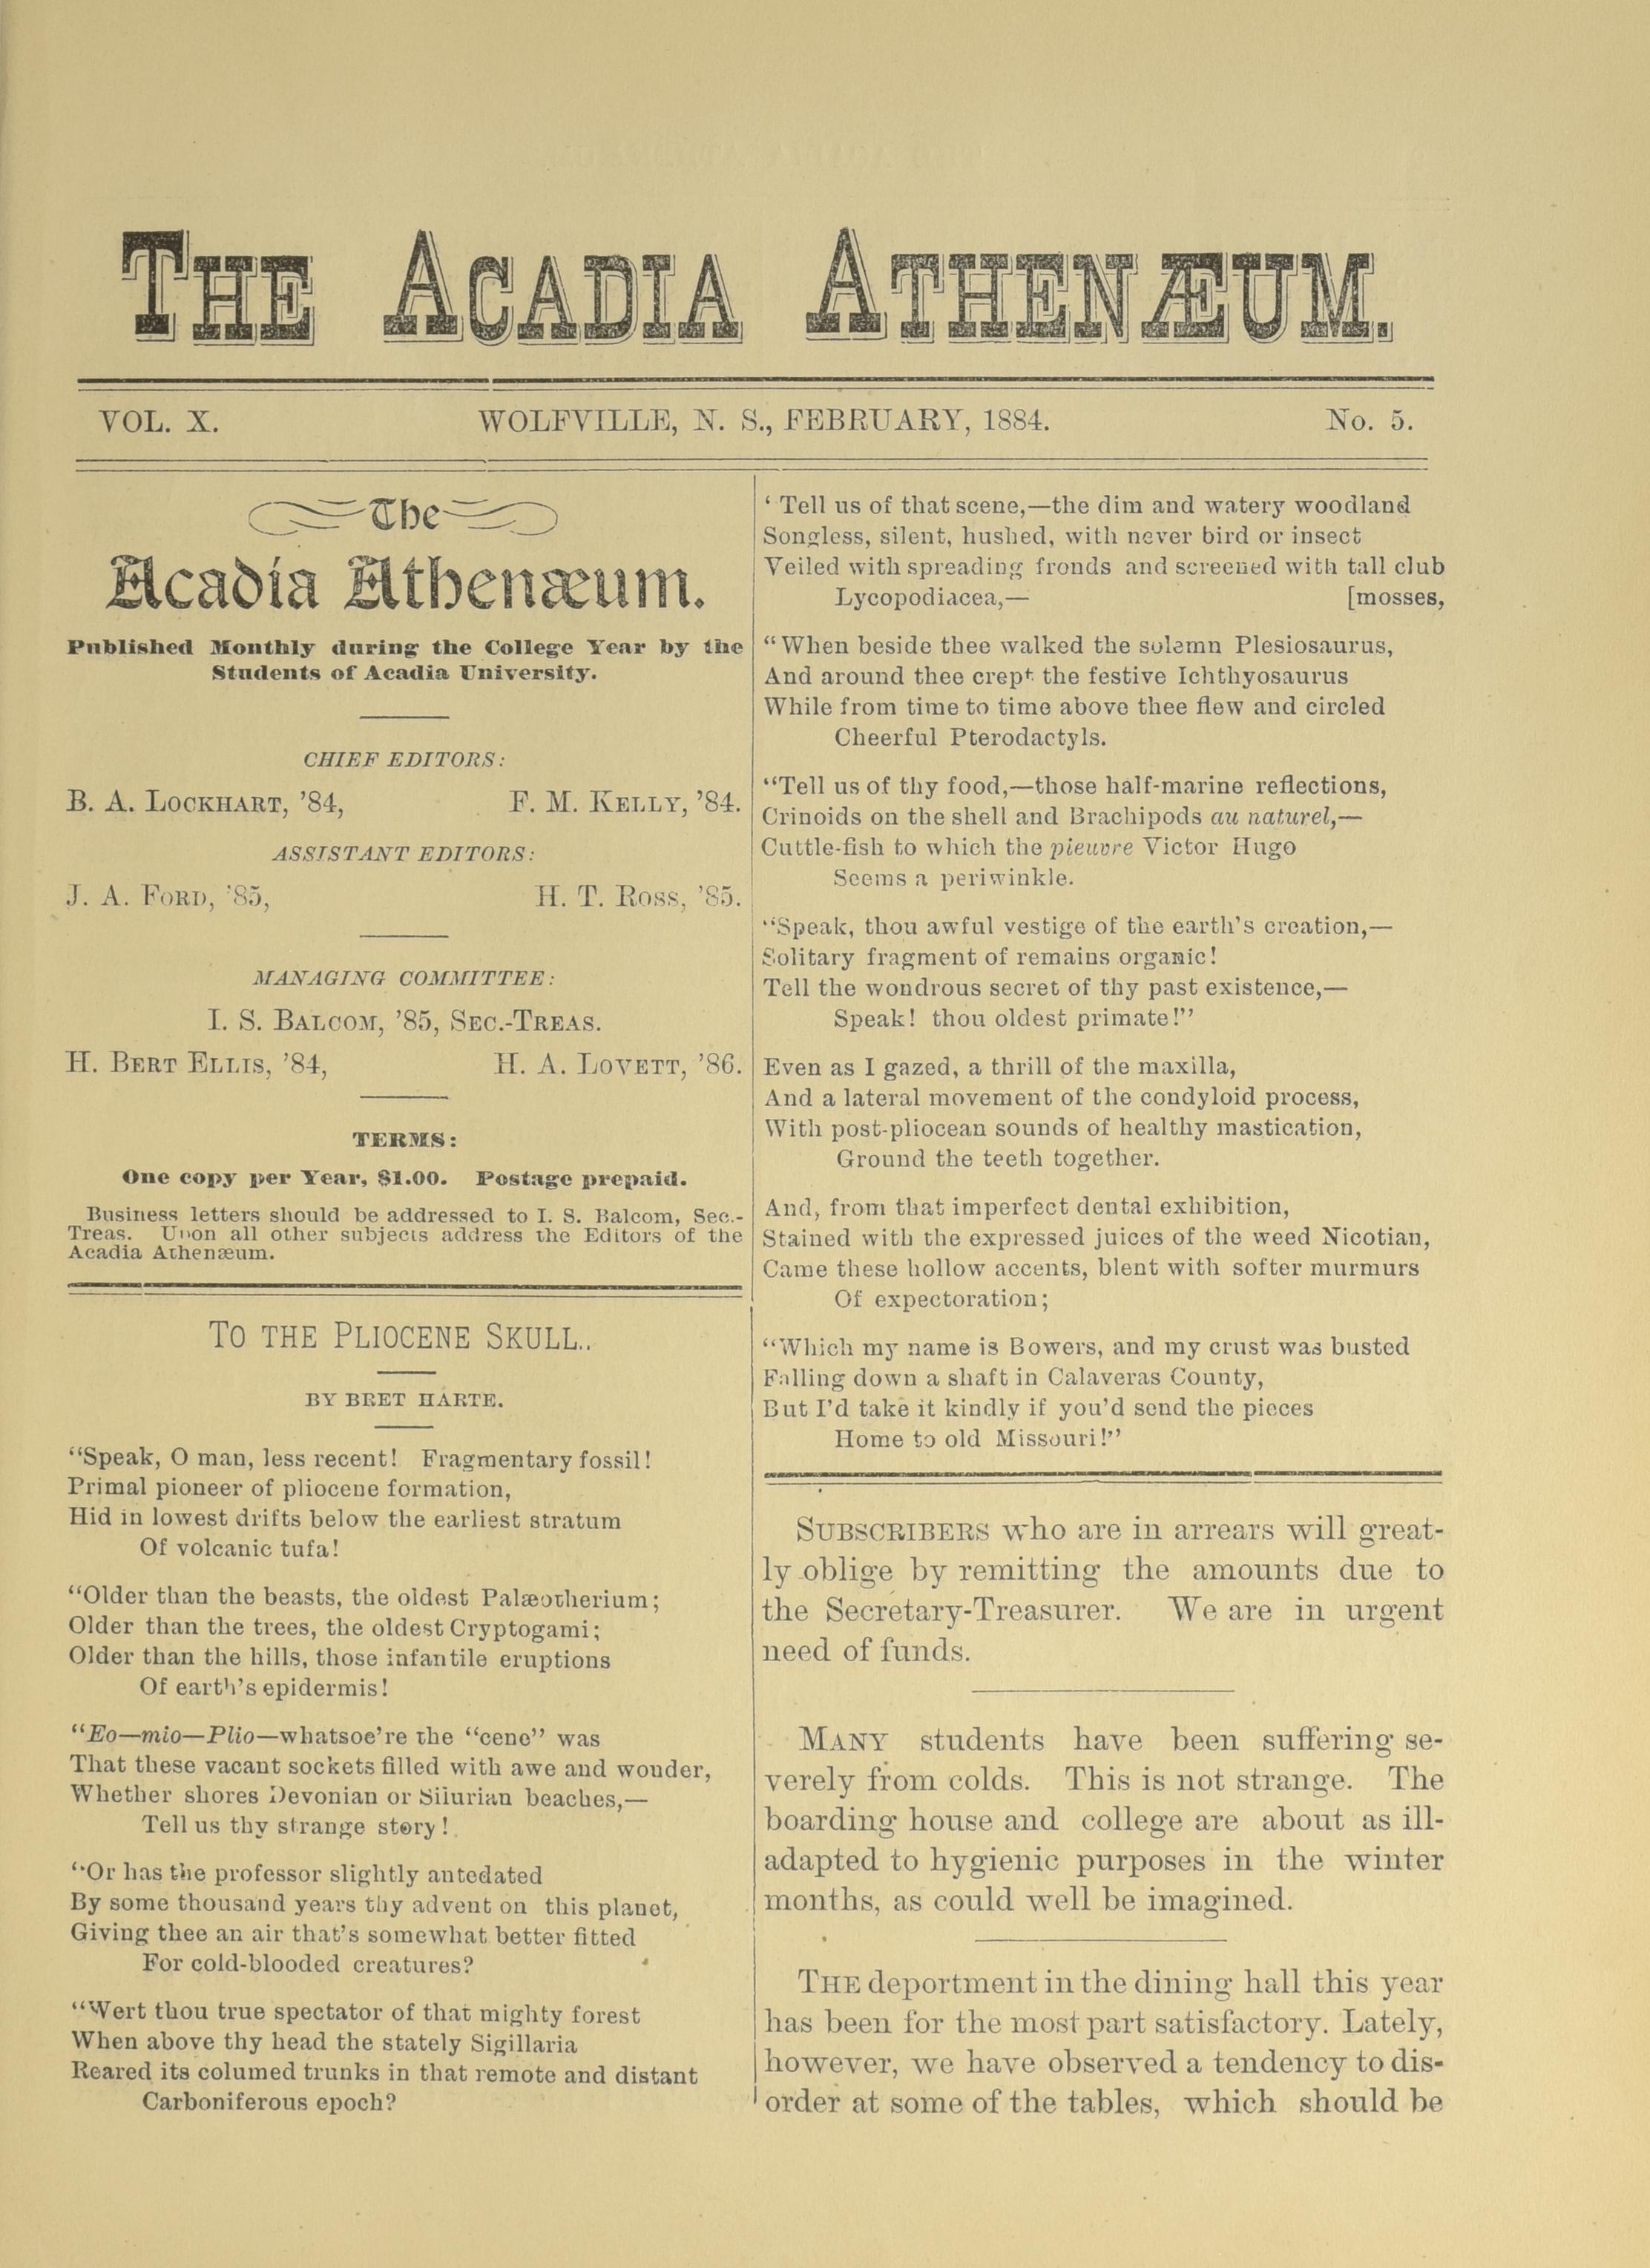 THE ACADIA ATHENÆUM.
VOL. X. WOLFVILLE, N. S., FEBRUARY, 1884. No. 5.
The
Acadia Athenæum.
Published Monthly during the College Year by the
Students of Acadia University.
CHIEF EDITORS:
B. A. LOCKHART, '84, F. M. KELLY, '84.
ASSISTANT EDITORS:
J. A. FORD, '85, H. T. ROSS, '85.
MANAGING COMMITTEE:
I. S. BALCOM, '85, SEC.-TREAS.
H. BERT ELLIS, '84, H. A. LOVETT, '86.
TERMS:
One copy per Year, $1.00. Postage prepaid.
Business letters should be addressed to I. S. Balcom, Sec.-
Treas. Upon all other subjects address the Editors of the
Acadia Athenæum.
TO THE PLIOCENE SKULL..
BY BRET HARTE.
"Speak, O man, less recent! Fragmentary fossil!
Primal pioneer of pliocene formation,
Hid in lowest drifts below the earliest stratum
Of volcanic tufa!
"Older than the beasts, the oldest Palæotherium;
Older than the trees, the oldest Cryptogami;
Older than the hills, those infantile eruptions
Of earth's epidermis!
"Eo—mio—Plio—whatsoe're the "cene" was
That these vacant sockets filled with awe and wonder,
Whether shores Devonian or Silurian beaches,—
Tell us thy strange story!
"Or has the professor slightly antedated
By some thousand years thy advent on this planet,
Giving thee an air that's somewhat better fitted
For cold-blooded creatures?
"Wert thou true spectator of that mighty forest
When above thy head the stately Sigillaria
Reared its columed trunks in that remote and distant
Carboniferous epoch?
' Tell us of that scene,—the dim and watery woodland
Songless, silent, hushed, with never bird or insect
Veiled with spreading fronds and screened with tall club
Lycopodiacea,— [mosses,
"When beside thee walked the solemn Plesiosaurus,
And around thee crept the festive Ichthyosaurus
While from time to time above thee flew and circled
Cheerful Pterodactyls.
"Tell us of thy food,—those half-marine reflections,
Crinoids on the shell and Brachipods au naturel,—
Cuttle-fish to which the pieuvre Victor Hugo
Seems a periwinkle.
"Speak, thou awful vestige of the earth's creation,—
Solitary fragment of remains organic!
Tell the wondrous secret of thy past existence,—
Speak! thou oldest primate!"
Even as I gazed, a thrill of the maxilla,
And a lateral movement of the condyloid process,
With post-pliocean sounds of healthy mastication,
Ground the teeth together.
And, from that imperfect dental exhibition,
Stained with the expressed juices of the weed Nicotian,
Came these hollow accents, blent with softer murmurs
Of expectoration;
"Which my name is Bowers, and my crust was busted
Falling down a shaft in Calaveras County,
But I'd take it kindly if you'd send the pieces
Home to old Missouri!"
SUBSCRIBERS who are in arrears will great-
ly oblige by remitting the amounts due to
the Secretary-Treasurer. We are in urgent
need of funds.
MANY students have been suffering se-
verely from colds. This is not strange. The
boarding house and college are about as ill-
adapted to hygienic purposes in the winter
months, as could well be imagined.
THE deportment in the dining hall this year
has been for the most part satisfactory. Lately,
however, we have observed a tendency to dis-
order at some of the tables, which should be